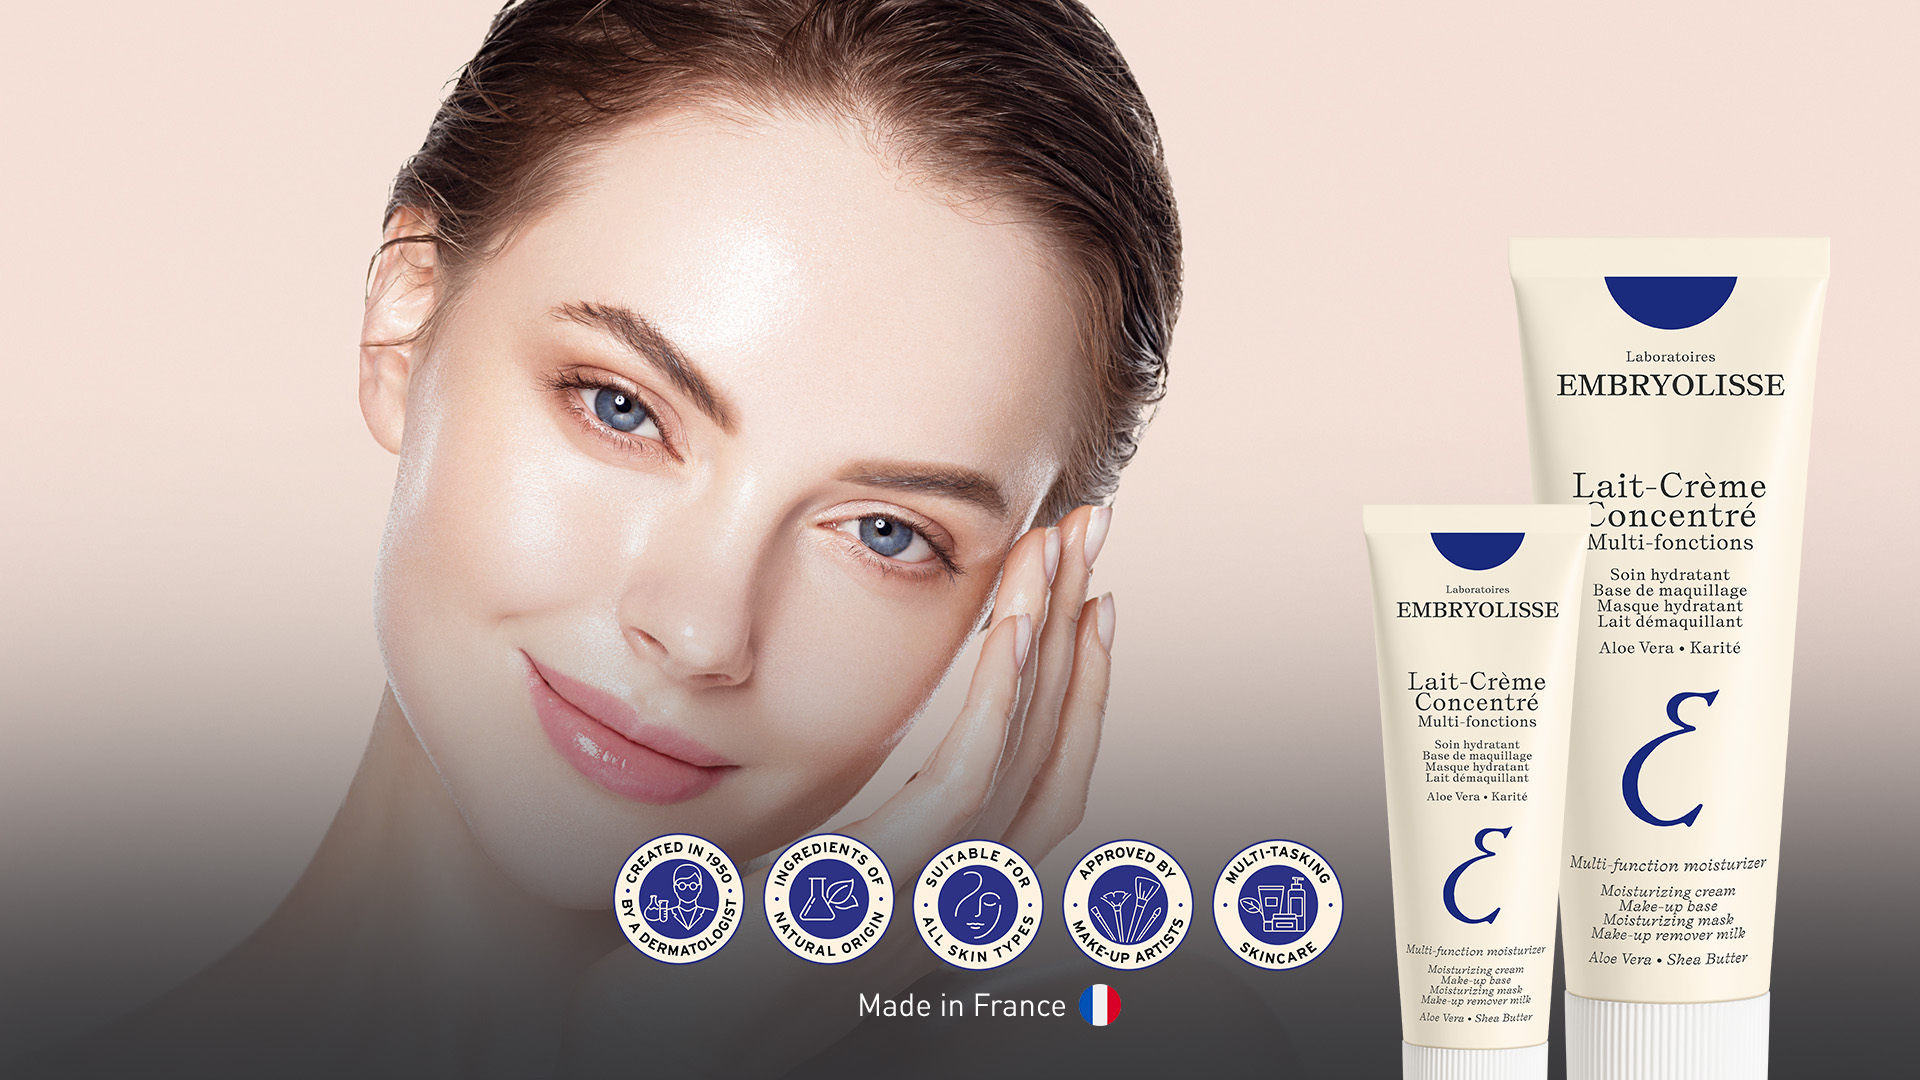 CREATED IN 1950
• BY A DERMATOLOGIST •
INGREDIENTS OF
• NATURAL ORIGIN •
SUITABLE FOR
• ALL SKIN TYPES •
APPROVED BY
• MAKE-UP ARTISTS •
MULTI-TASKING
• SKINCARE •
Made in France
Laboratoires
EMBRYOLISSE
Lait-Crème
Concentré
Multi-fonctions
Soin hydratant
Base de maquillage
Masque hydratant
Lait démaquillant
Aloe Vera • Karité
Ɛ
Multi-function moisturizer
Moisturizing cream
Make-up base
Moisturizing mask
Make-up remover milk
Aloe Vera • Shea Butter
Laboratoires
EMBRYOLISSE
Lait-Crème
Concentré
Multi-fonctions
Soin hydratant
Base de maquillage
Masque hydratant
Lait démaquillant
Aloe Vera • Karité
Ɛ
Multi-function moisturizer
Moisturizing cream
Make-up base
Moisturizing mask
Make-up remover milk
Aloe Vera • Shea Butter